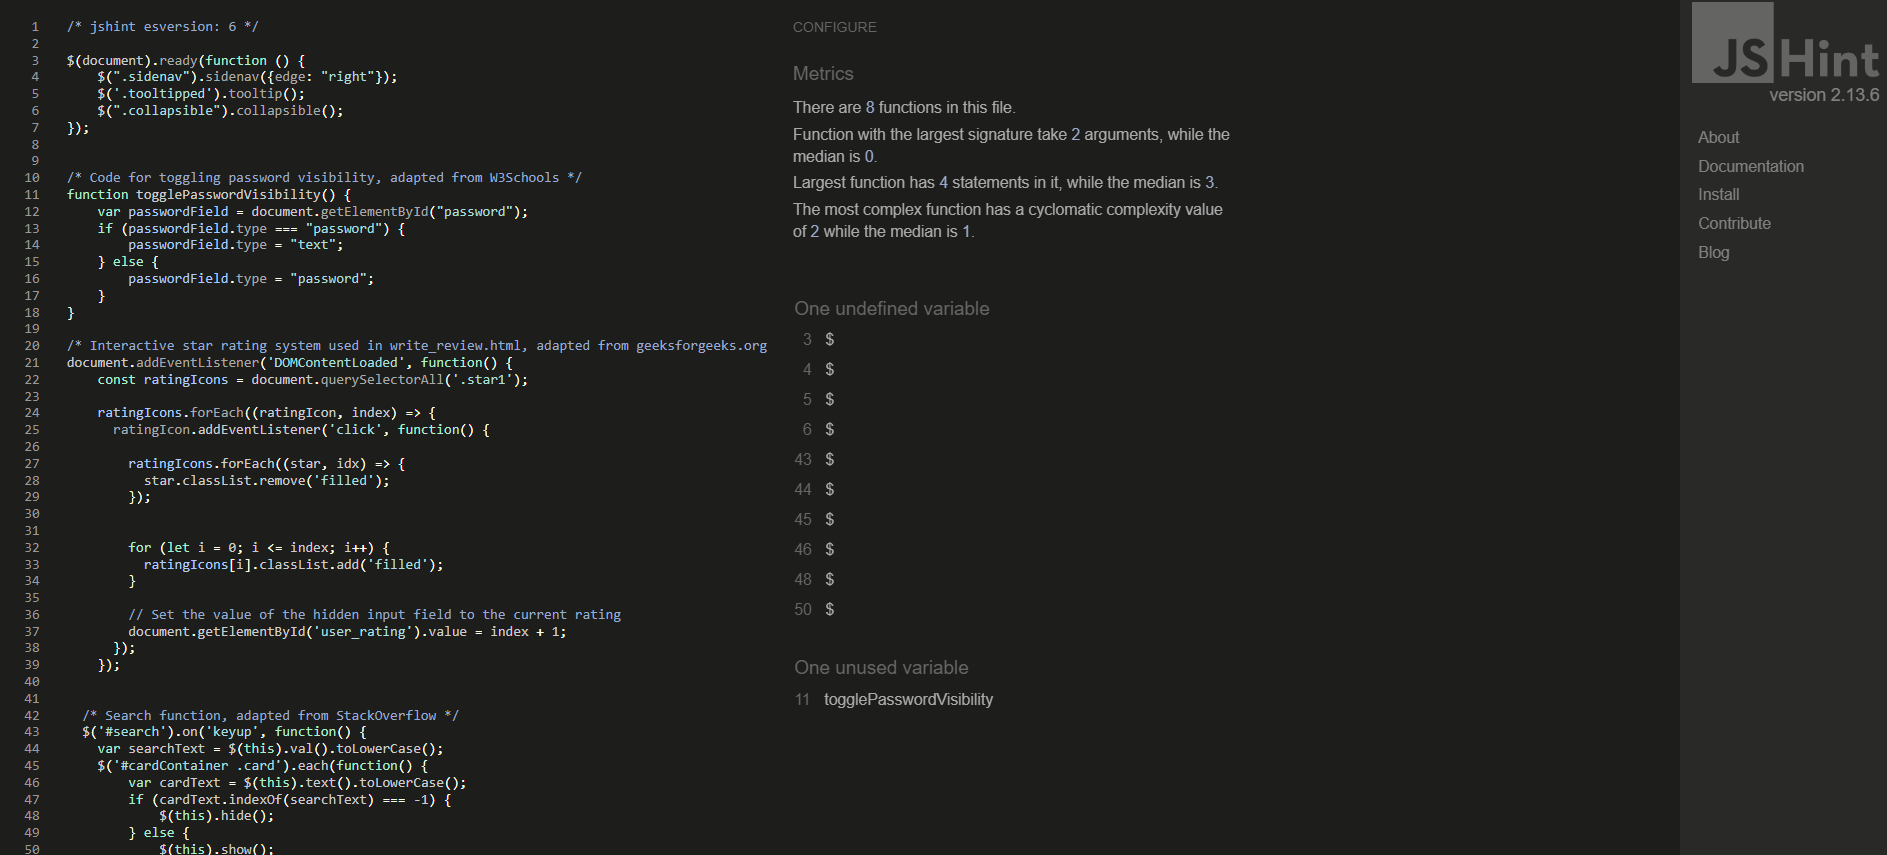 1 /* jshint esversion: 6 */
2
3 $(document).ready(function () {
4 $(".sidenav").sidenav({edge: "right"});
5 $('.tooltipped').tooltip();
6 $(".collapsible").collapsible();
7 });
8
9
10 /* Code for toggling password visibility, adapted from W3Schools */
11 function togglePasswordVisibility() {
12 var passwordField = document.getElementById("password");
13 if (passwordField.type === "password") {
14 passwordField.type = "text";
15 } else {
16 passwordField.type = "password";
17 }
18 }
19
20 /* Interactive star rating system used in write_review.html, adapted from geeksforgeeks.org
21 document.addEventListener('DOMContentLoaded', function() {
22 const ratingIcons = document.querySelectorAll('.star1');
23
24 ratingIcons.forEach((ratingIcon, index) => {
25 ratingIcon.addEventListener('click', function() {
26
27 ratingIcons.forEach((star, idx) => {
28 star.classList.remove('filled');
29 });
30
31
32 for (let i = 0; i <= index; i++) {
33 ratingIcons[i].classList.add('filled');
34 }
35
36 // Set the value of the hidden input field to the current rating
37 document.getElementById('user_rating').value = index + 1;
38 });
39 });
40
41
42 /* Search function, adapted from StackOverflow */
43 $('#search').on('keyup', function() {
44 var searchText = $(this).val().toLowerCase();
45 $('#cardContainer .card').each(function() {
46 var cardText = $(this).text().toLowerCase();
47 if (cardText.indexOf(searchText) === -1) {
48 $(this).hide();
49 } else {
50 $(this).show();
CONFIGURE
Metrics
There are 8 functions in this file.
Function with the largest signature take 2 arguments, while the
median is 0.
Largest function has 4 statements in it, while the median is 3.
The most complex function has a cyclomatic complexity value
of 2 while the median is 1.
One undefined variable
3 $
4 $
5 $
6 $
43 $
44 $
45 $
46 $
48 $
50 $
One unused variable
11 togglePasswordVisibility
JSHint
version 2.13.6
About
Documentation
Install
Contribute
Blog